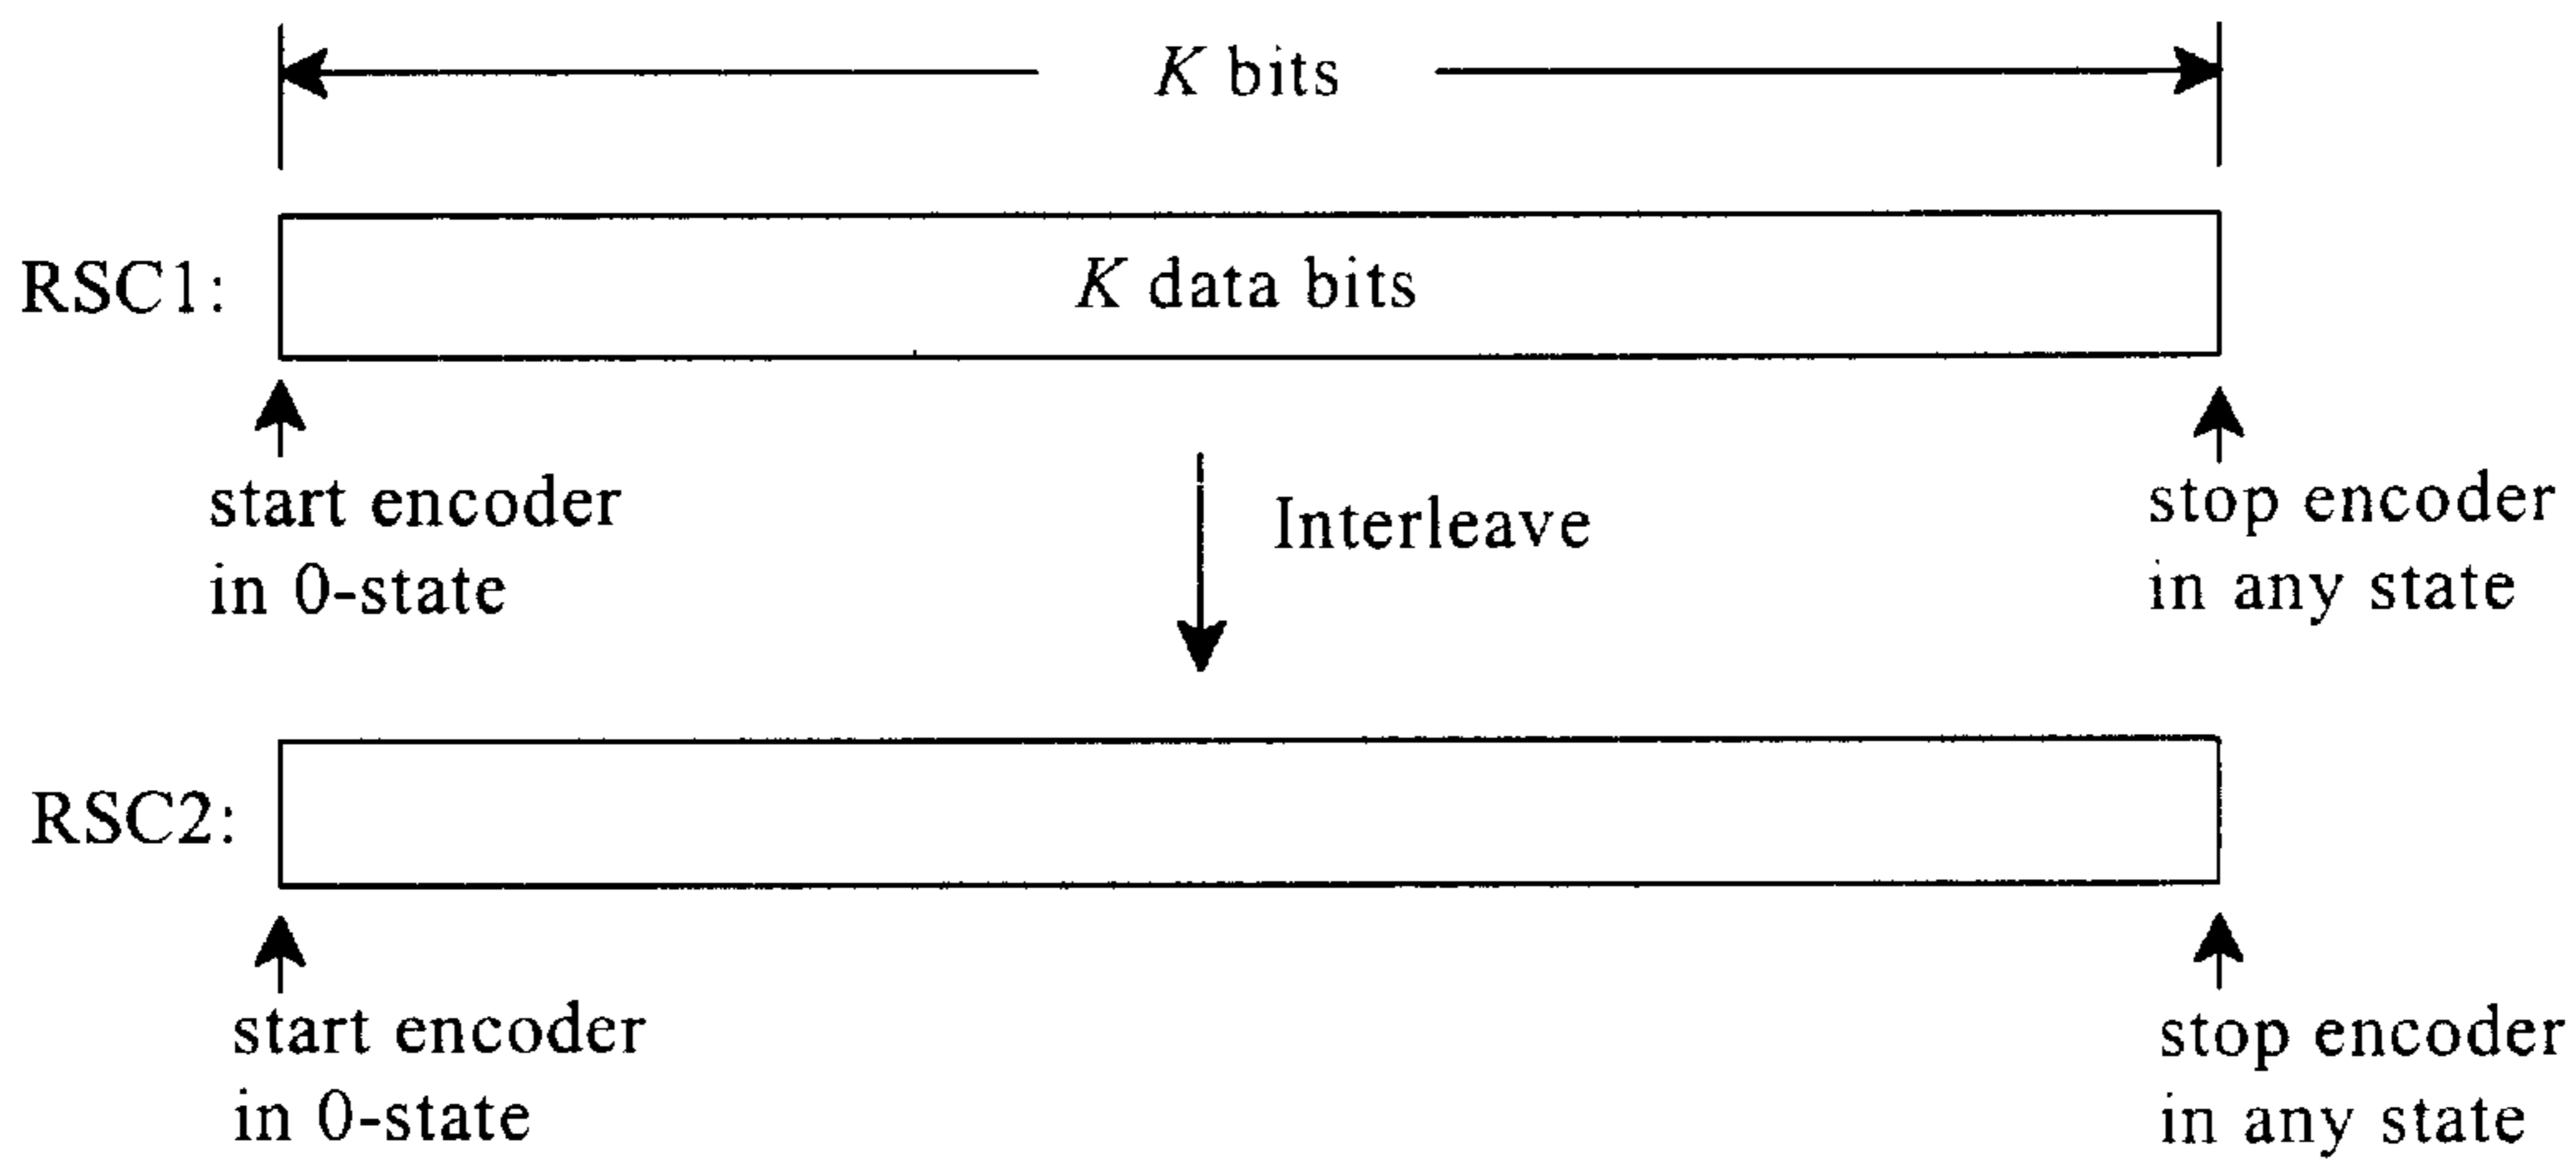 K bits
RSC1:
K data bits
start encoder
in 0-state
Interleave
stop encoder
in any state
RSC2:
start encoder
in 0-state
stop encoder
in any state